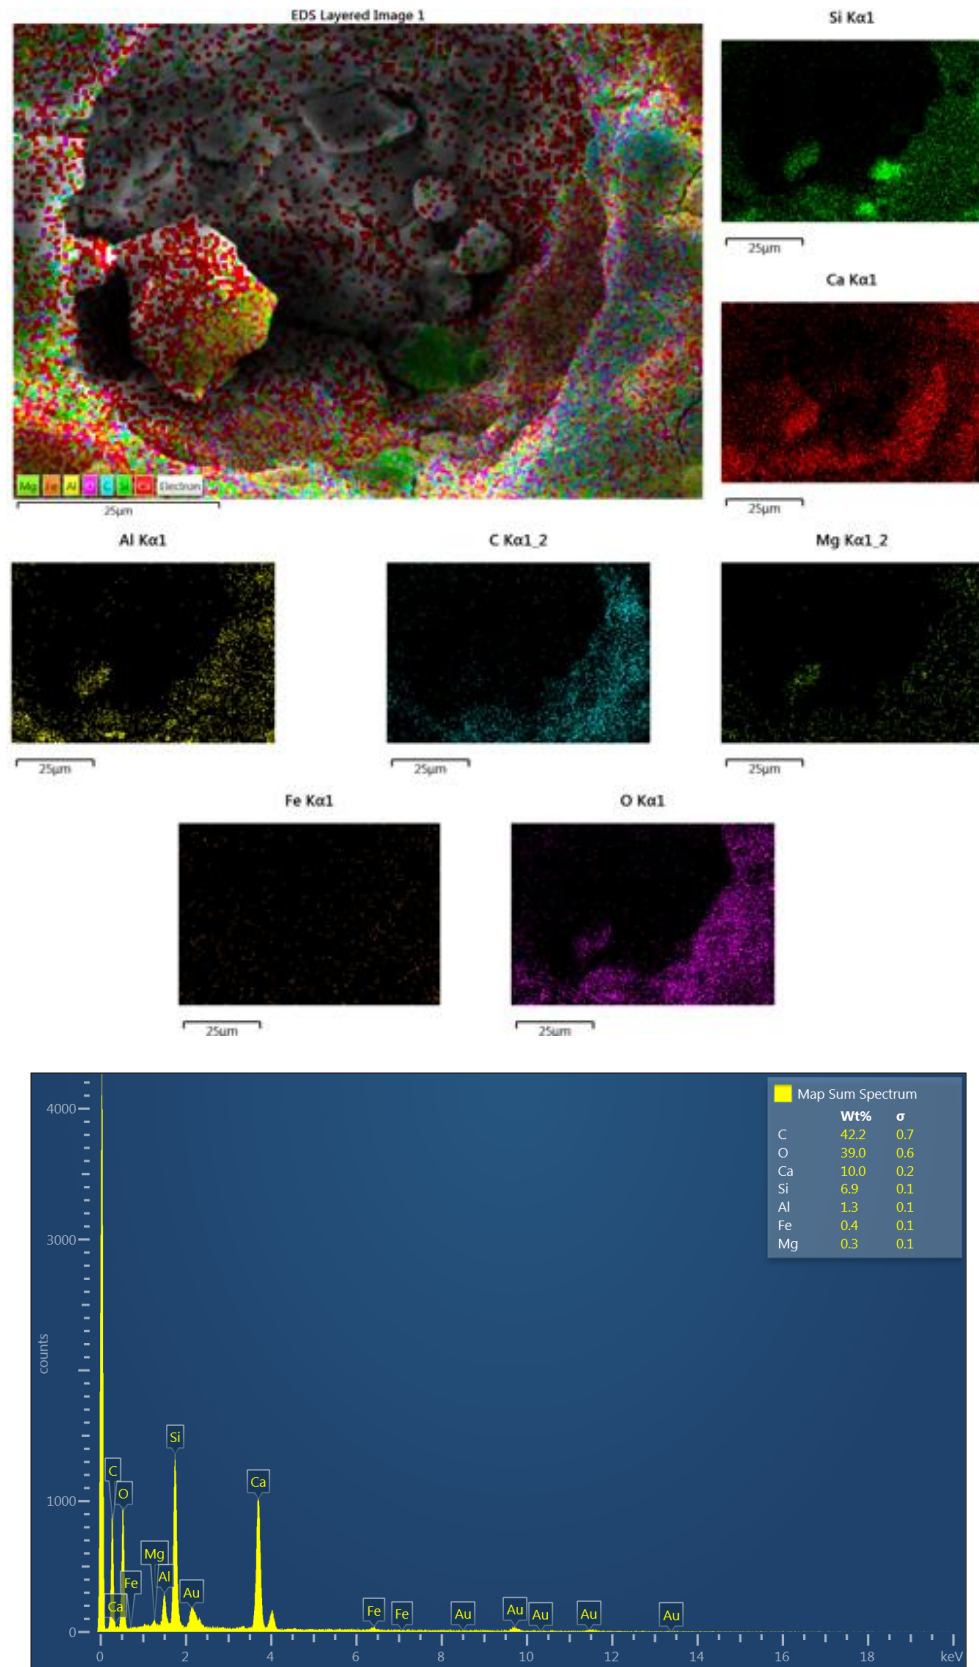 EDS Layered Image 1
Si Kα1
25µm
Ca Kα1
Mg Fe Al O C Si Ca Electron
25µm
25µm
Al Kα1
C Kα1_2
Mg Kα1_2
25µm
25µm
25µm
Fe Kα1
O Kα1
25µm
25µm
Map Sum Spectrum
Wt% σ
C 42.2 0.7
O 39.0 0.6
Ca 10.0 0.2
Si 6.9 0.1
Al 1.3 0.1
Fe 0.4 0.1
Mg 0.3 0.1
4000
3000
counts
1000
0
Si
C
Ca
O
Mg
Al
Fe
Au
Ca
Fe
Fe
Au
Au
Au
Au
Au
0 2 4 6 8 10 12 14 16 18 keV